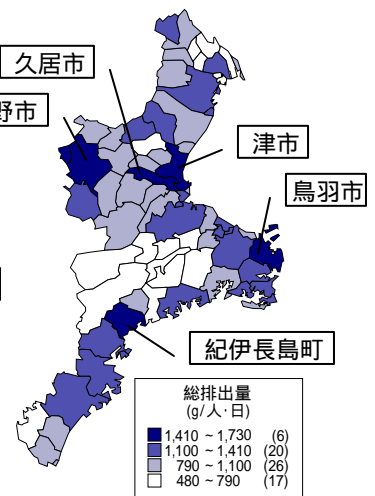 久居市
野市
津市
鳥羽市
紀伊長島町
総排出量
(g/人·日)
1,410 ~ 1,730 (6)
1,100 ~ 1,410 (20)
790 ~ 1,100 (26)
480 ~ 790 (17)